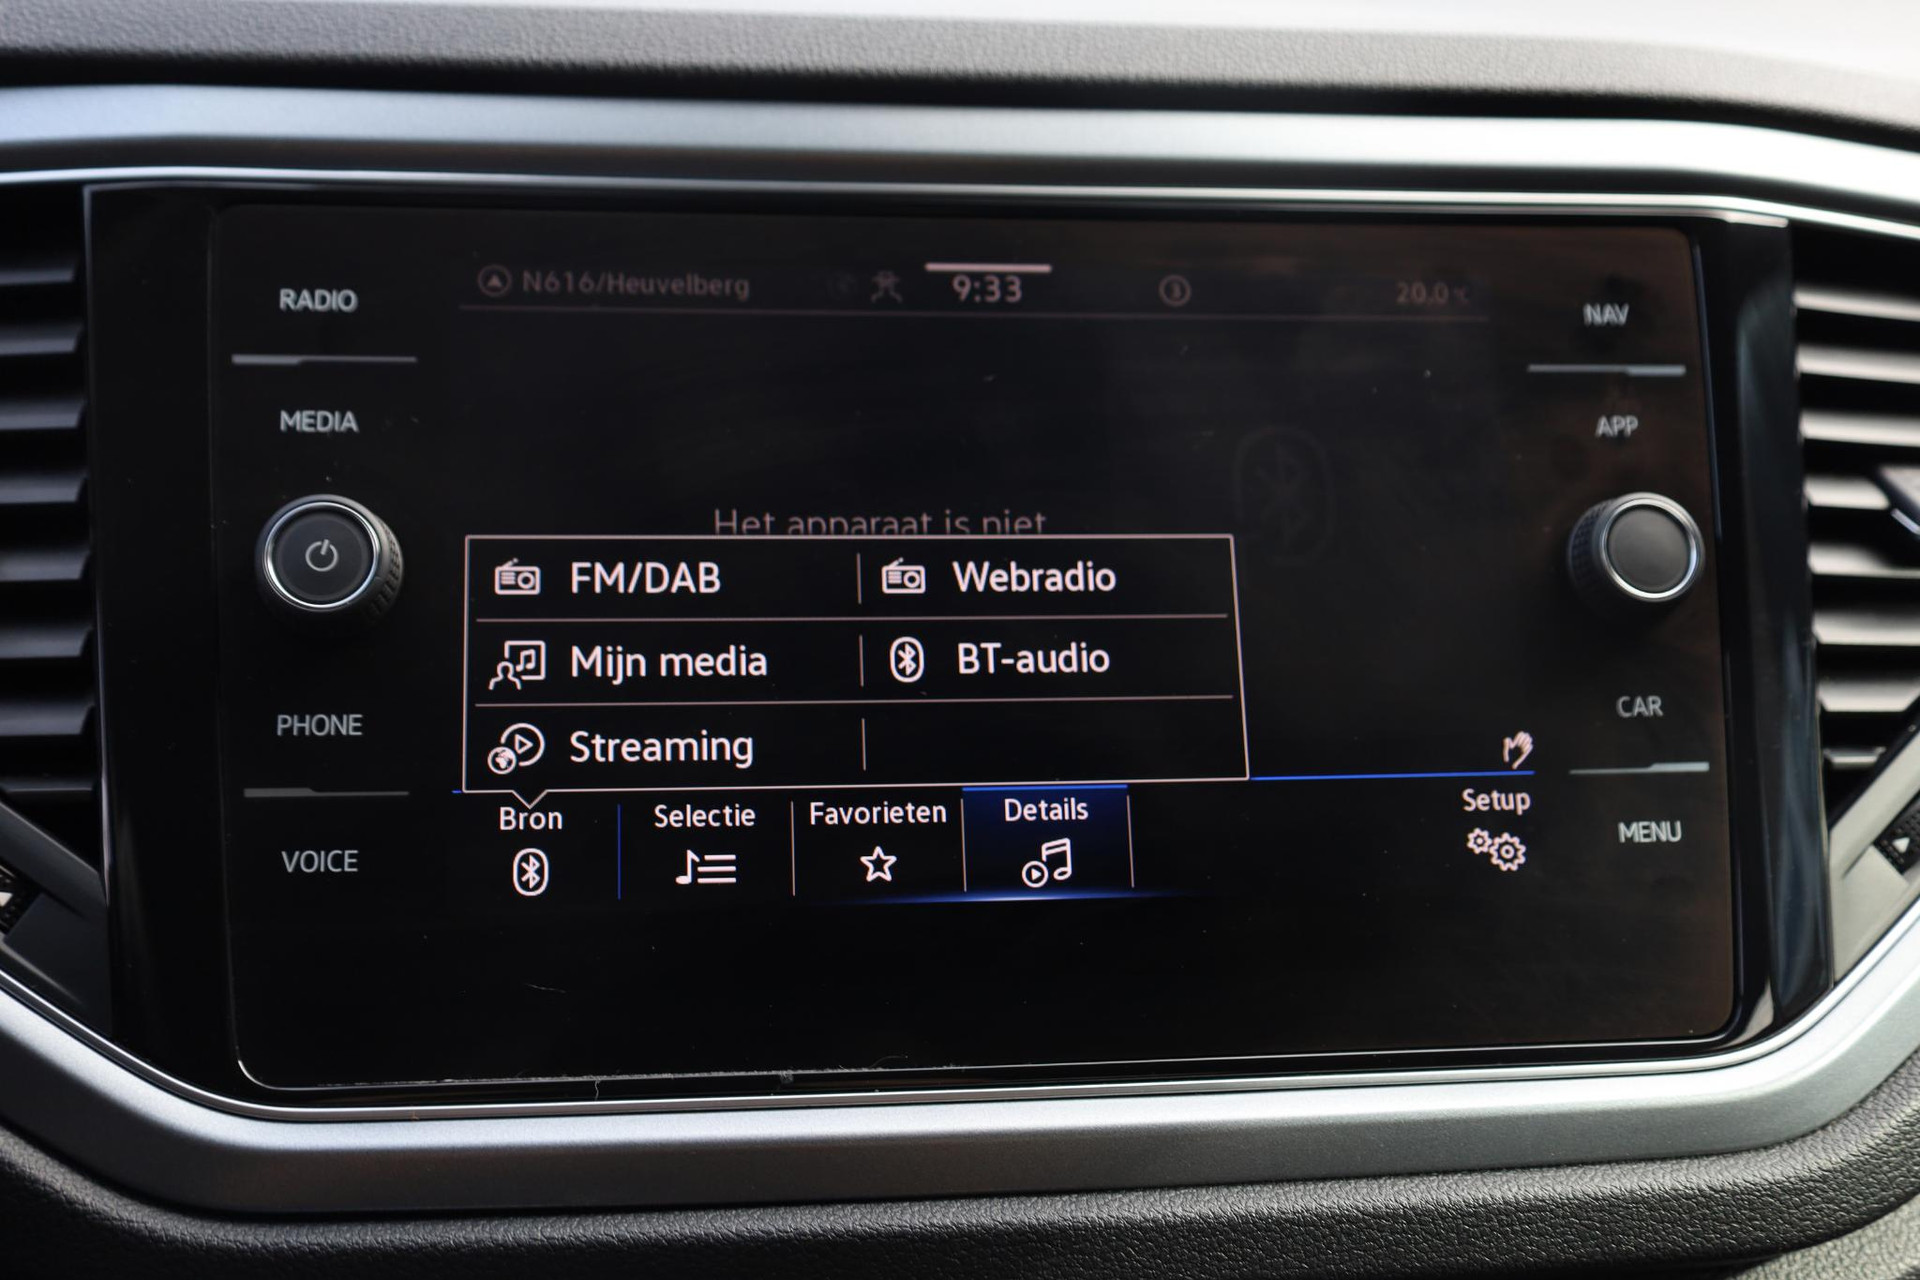 RADIO
MEDIA
PHONE
VOICE
N616/Heuvelberg
9:33
20.0 °C
Het apparaat is niet
FM/DAB
Webradio
Mijn media
BT-audio
Streaming
Bron
Selectie
Favorieten
Details
Setup
NAV
APP
CAR
MENU